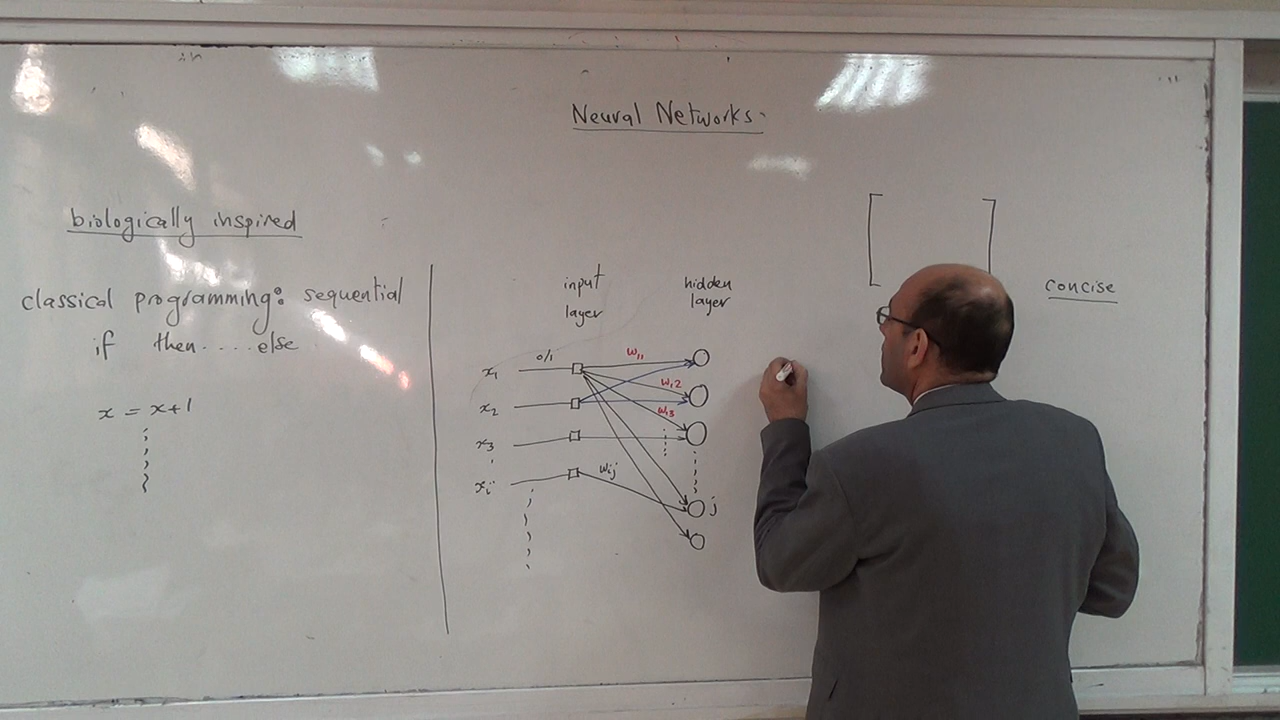 Neural Networks.
biologically inspired
classical programming: sequential
if then.....else
x = x+1
input
layer
hidden
layer
0/1
x1
x2
x3
xi
w11
w12
w13
wij
j
concise